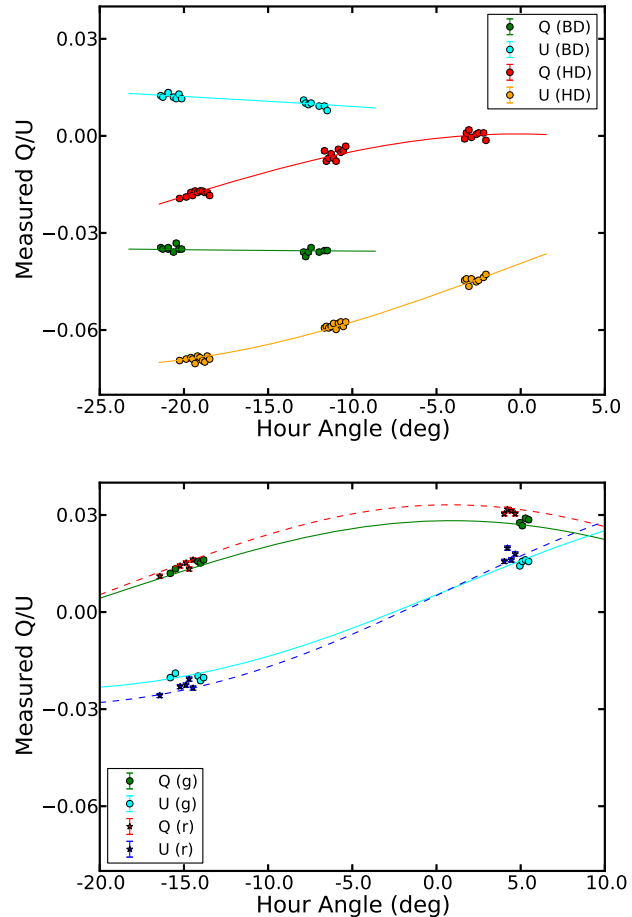 0.03
0.00
−0.03
−0.06
Measured Q/U
Q (BD)
U (BD)
Q (HD)
U (HD)
−25.0 −20.0 −15.0 −10.0 −5.0 0.0 5.0
Hour Angle (deg)
0.03
0.00
−0.03
−0.06
Measured Q/U
Q (g)
U (g)
Q (r)
U (r)
−20.0 −15.0 −10.0 −5.0 0.0 5.0 10.0
Hour Angle (deg)